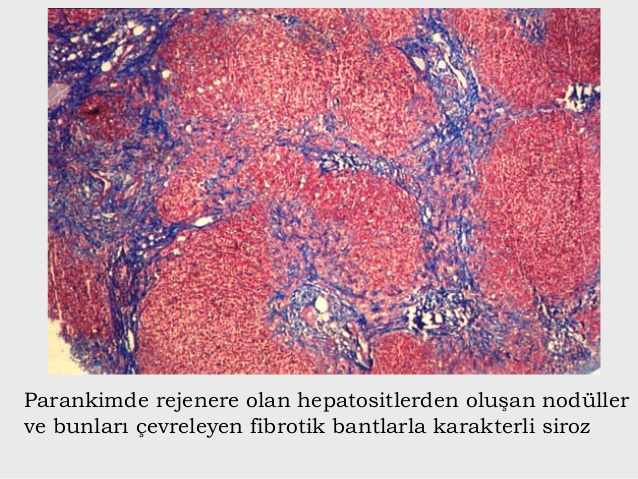 Parankimde rejenere olan hepatositlerden oluşan nodüller
ve bunları çevreleyen fibrotik bantlarla karakterli siroz